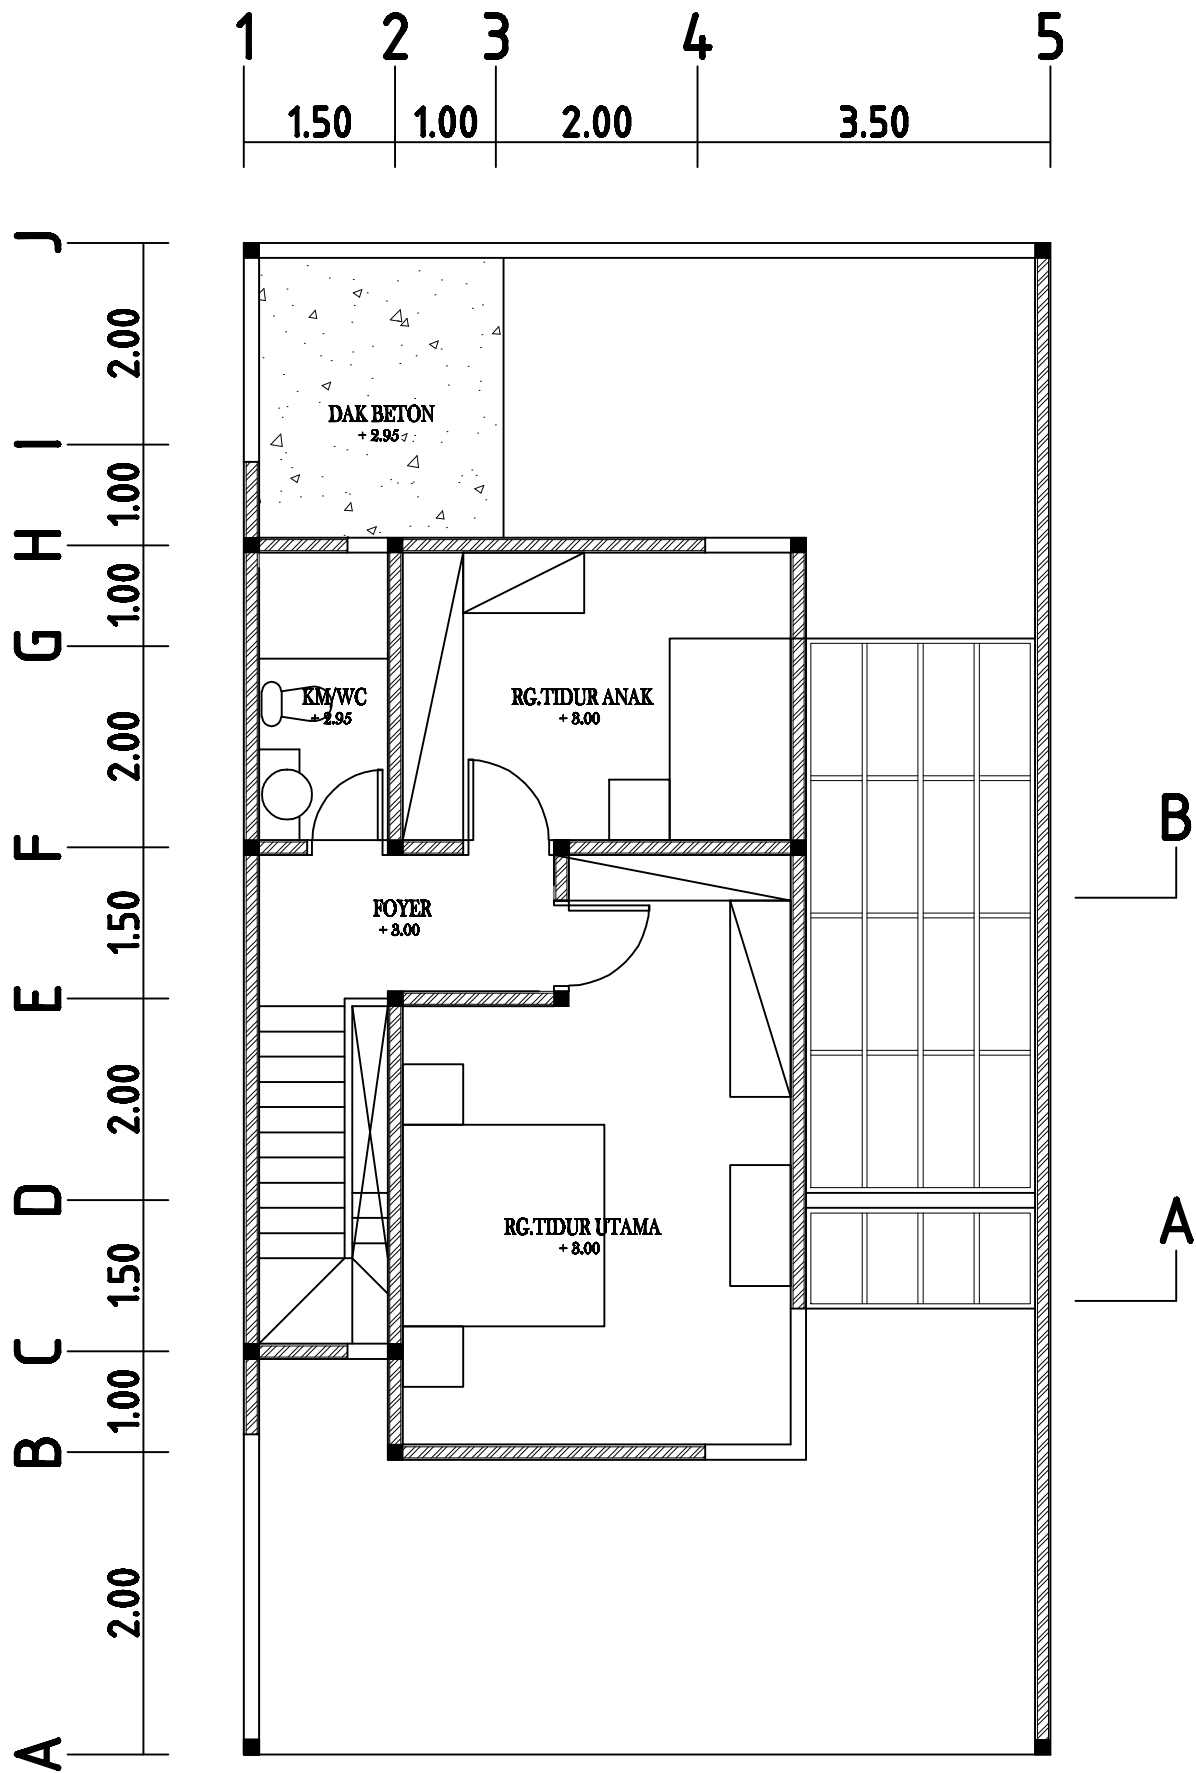 1 2 3 4 5
1.50 1.00 2.00 3.50
J
2.00
I
1.00
H
1.00
G
2.00
F
1.50
E
2.00
D
1.50
C
1.00
B
2.00
A
DAK BETON
+ 2.95
KM/WC
+ 2.95
RG.TIDUR ANAK
+ 3.00
B
FOYER
+ 3.00
A
RG.TIDUR UTAMA
+ 3.00